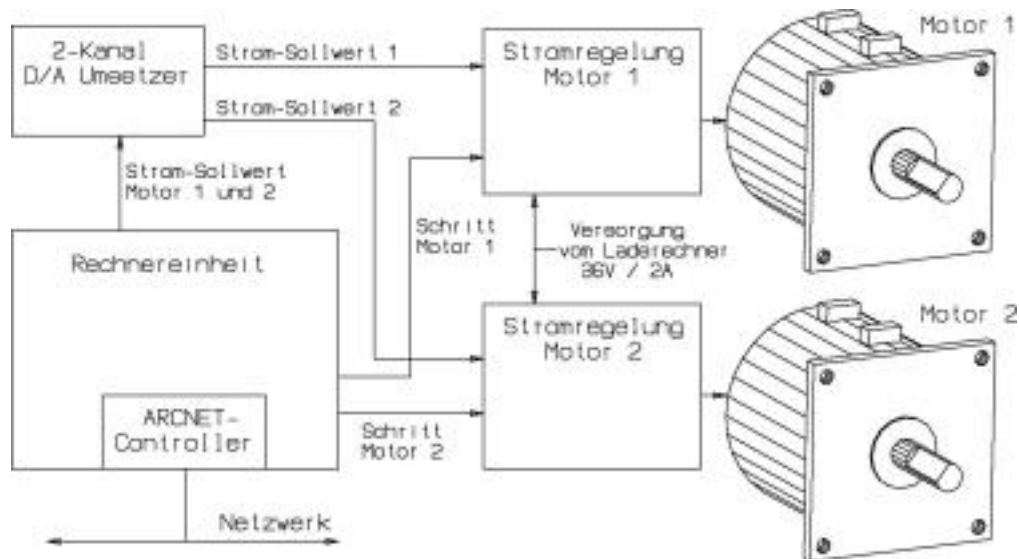 2-Kanal
D/A Umsetzer
Strom-Sollwert 1
Strom-Sollwert 2
Strom-Sollwert
Motor 1 und 2
Stromregelung
Motor 1
Motor 1
Schritt
Motor 1
Versorgung
vom Laderechner
36V / 2A
Rechnereinheit
Stromregelung
Motor 2
Motor 2
ARCNET-
Controller
Schritt
Motor 2
Netzwerk